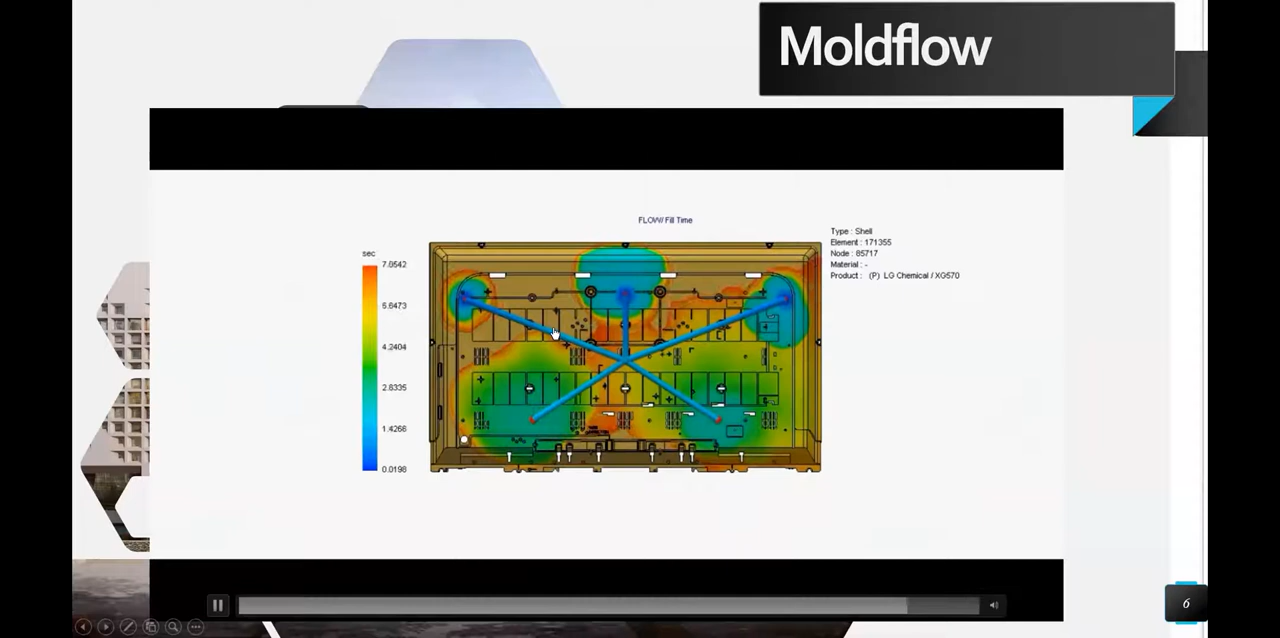 Moldflow
FLOW/ Fill Time
sec
7.0542
5.6473
4.2404
2.8335
1.4266
0.0198
Type : Shell
Element : 171355
Node : 85717
Material : -
Product : (P) LG Chemical / XG570
6